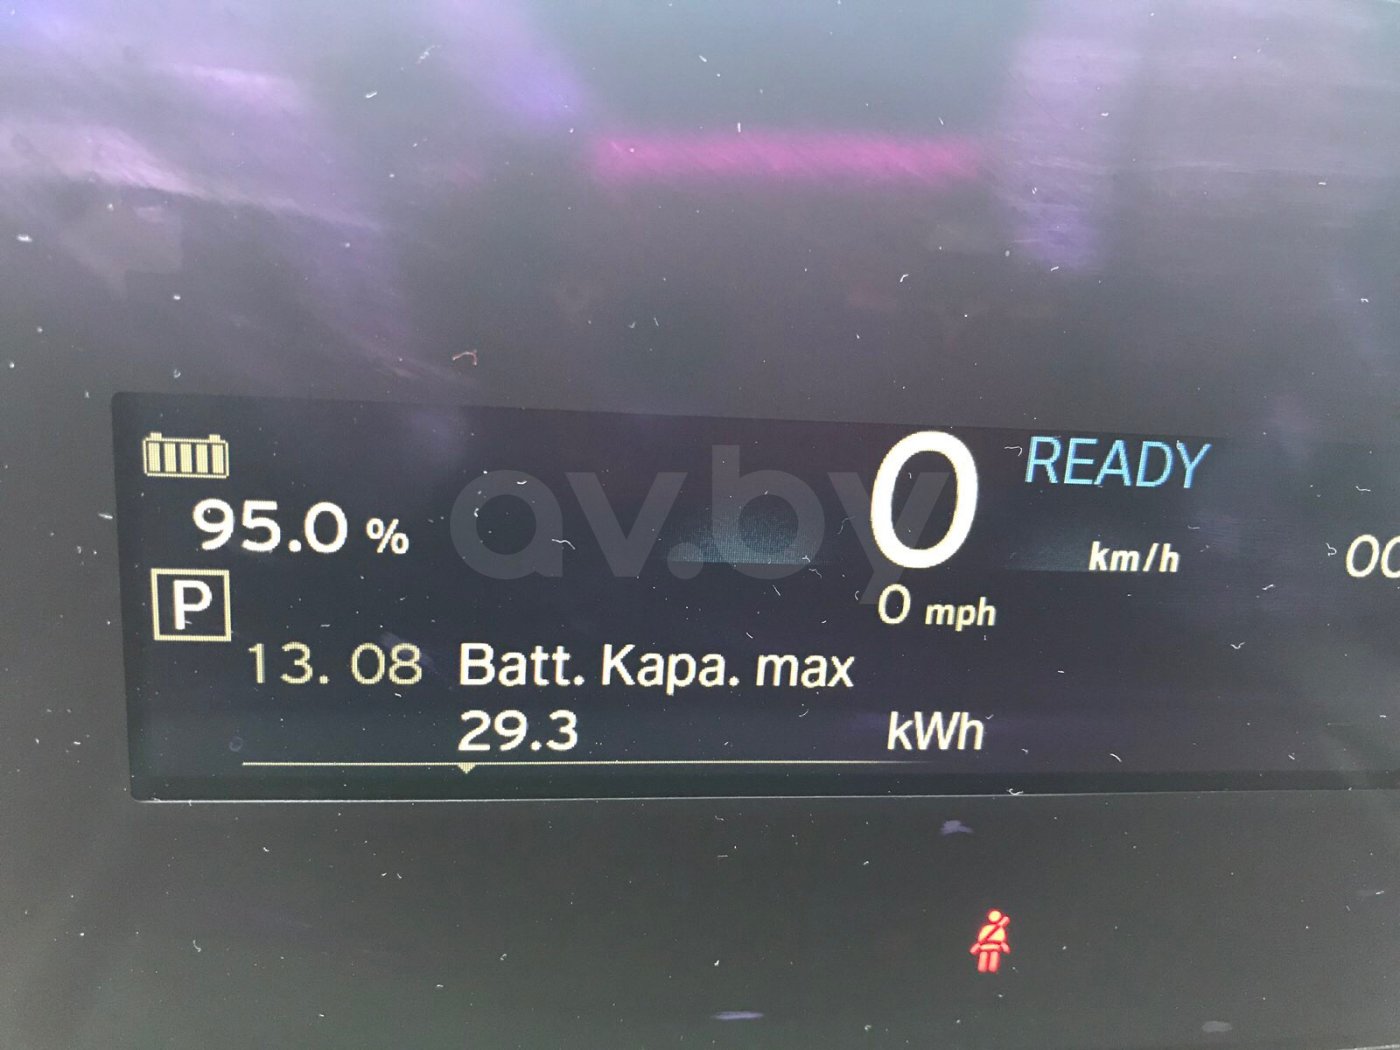 95.0 %
0
READY
km/h
0 mph
P
13. 08 Batt. Kapa. max
29.3 kWh
av.by